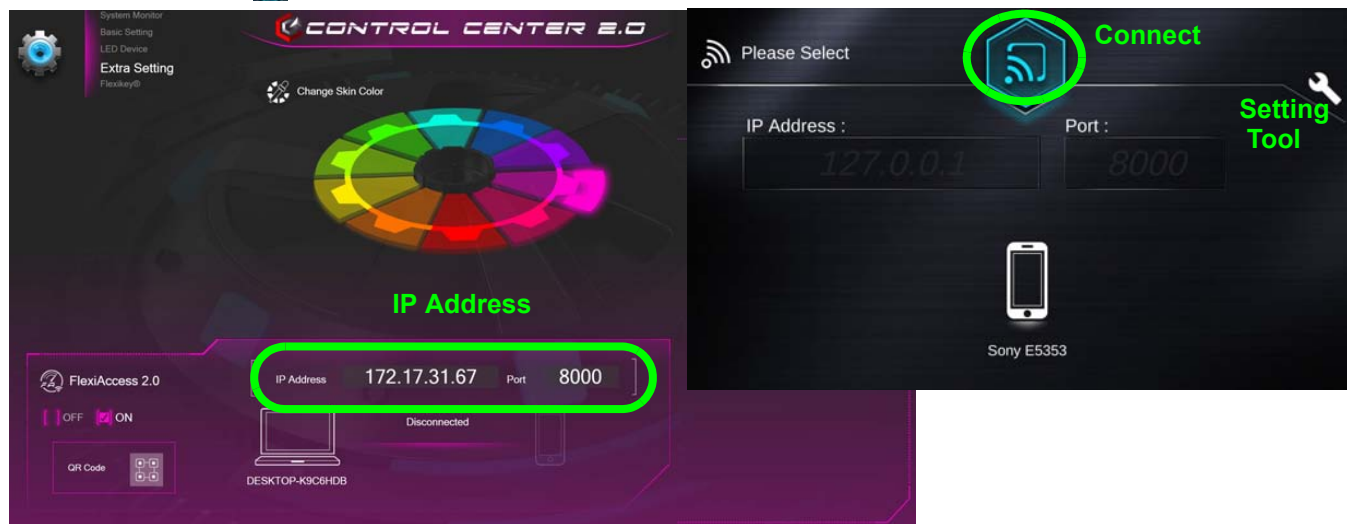 System Monitor
Basic Setting
LED Device
Extra Setting
Flexikey®
CONTROL CENTER 2.0
Change Skin Color
IP Address
FlexiAccess 2.0
OFF ON
QR Code
IP Address 172.17.31.67 Port 8000
Disconnected
DESKTOP-K9C6HDB
Please Select
Connect
Setting
Tool
IP Address : Port :
127.0.0.1 8000
Sony E5353